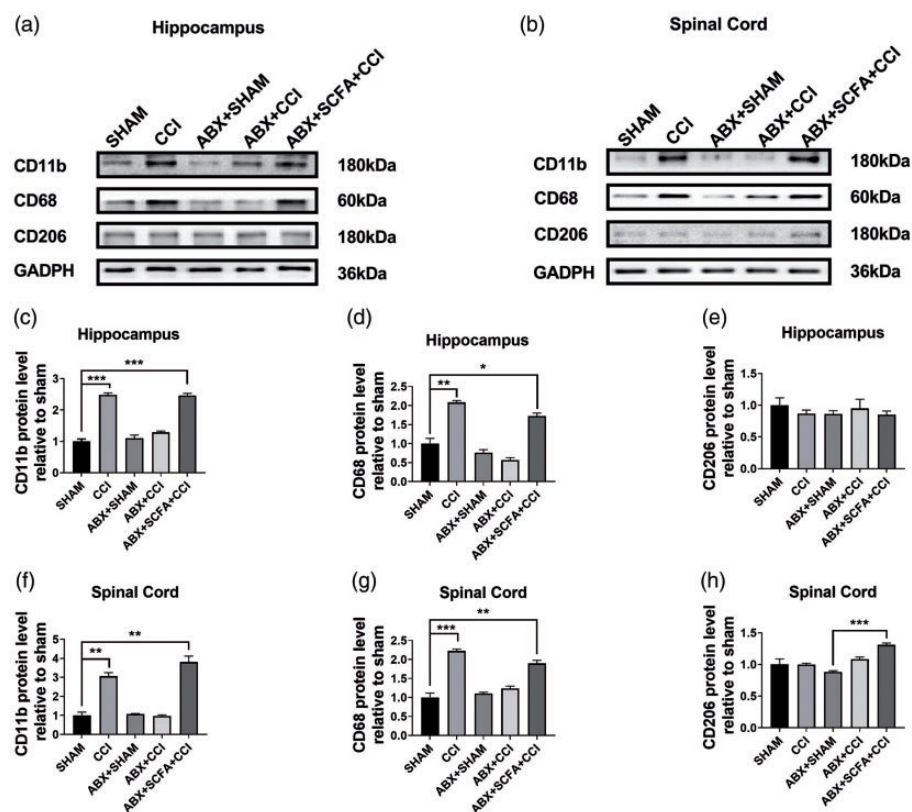 (a)
Hippocampus
SHAM
CCI
ABX+SHAM
ABX+CCI
ABX+SCFA+CCI
CD11b
180kDa
CD68
60kDa
CD206
180kDa
GADPH
36kDa
(b)
Spinal Cord
SHAM
CCI
ABX+SHAM
ABX+CCI
ABX+SCFA+CCI
CD11b
180kDa
CD68
60kDa
CD206
180kDa
GADPH
36kDa
(c)
Hippocampus
CD11b protein level
relative to sham
3
2
1
0
***
***
SHAM
CCI
ABX+SHAM
ABX+CCI
ABX+SCFA+CCI
(d)
Hippocampus
CD68 protein level
relative to sham
2.5
2.0
1.5
1.0
0.5
0.0
**
*
SHAM
CCI
ABX+SHAM
ABX+CCI
ABX+SCFA+CCI
(e)
Hippocampus
CD206 protein level
relative to sham
1.5
1.0
0.5
0.0
SHAM
CCI
ABX+SHAM
ABX+CCI
ABX+SCFA+CCI
(f)
Spinal Cord
CD11b protein level
relative to sham
5
4
3
2
1
0
**
**
SHAM
CCI
ABX+SHAM
ABX+CCI
ABX+SCFA+CCI
(g)
Spinal Cord
CD68 protein level
relative to sham
2.5
2.0
1.5
1.0
0.5
0.0
***
**
SHAM
CCI
ABX+SHAM
ABX+CCI
ABX+SCFA+CCI
(h)
Spinal Cord
CD206 protein level
relative to sham
1.5
1.0
0.5
0.0
***
SHAM
CCI
ABX+SHAM
ABX+CCI
ABX+SCFA+CCI